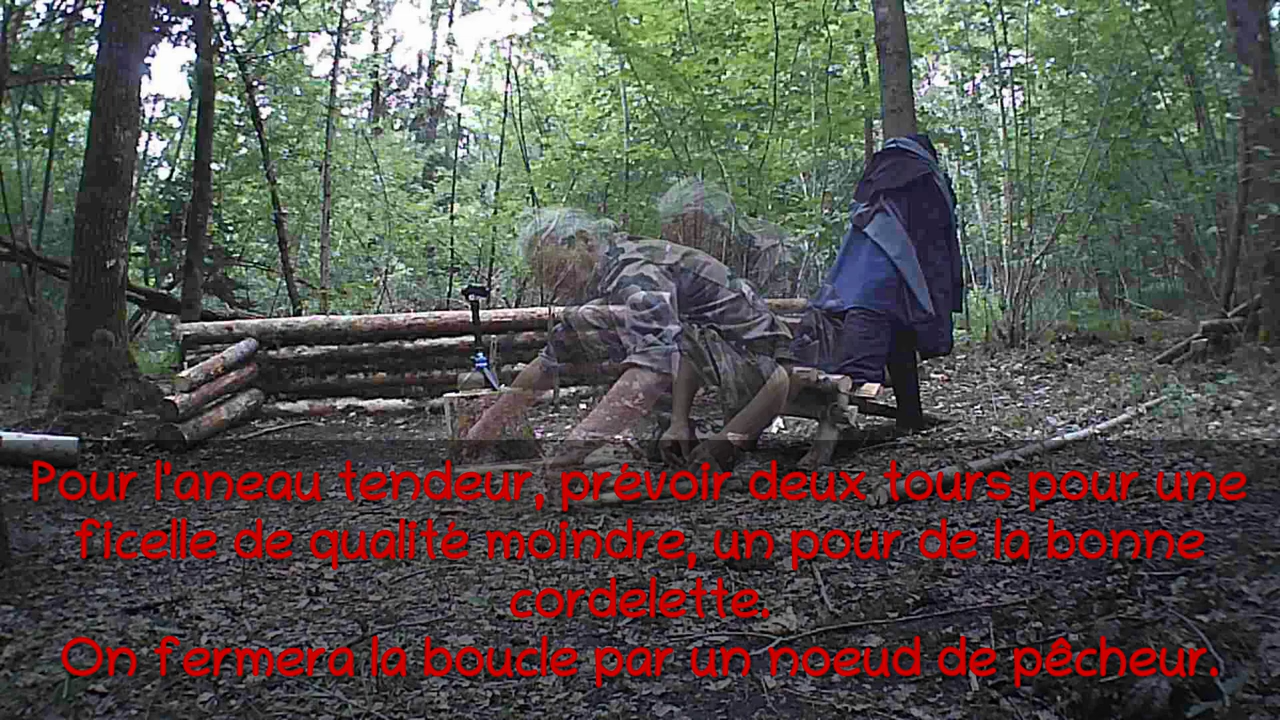 Pour l'aneau tendeur, prévoir deux tours pour une
ficelle de qualité moindre, un pour de la bonne
cordelette.
On fermera la boucle par un noeud de pêcheur.